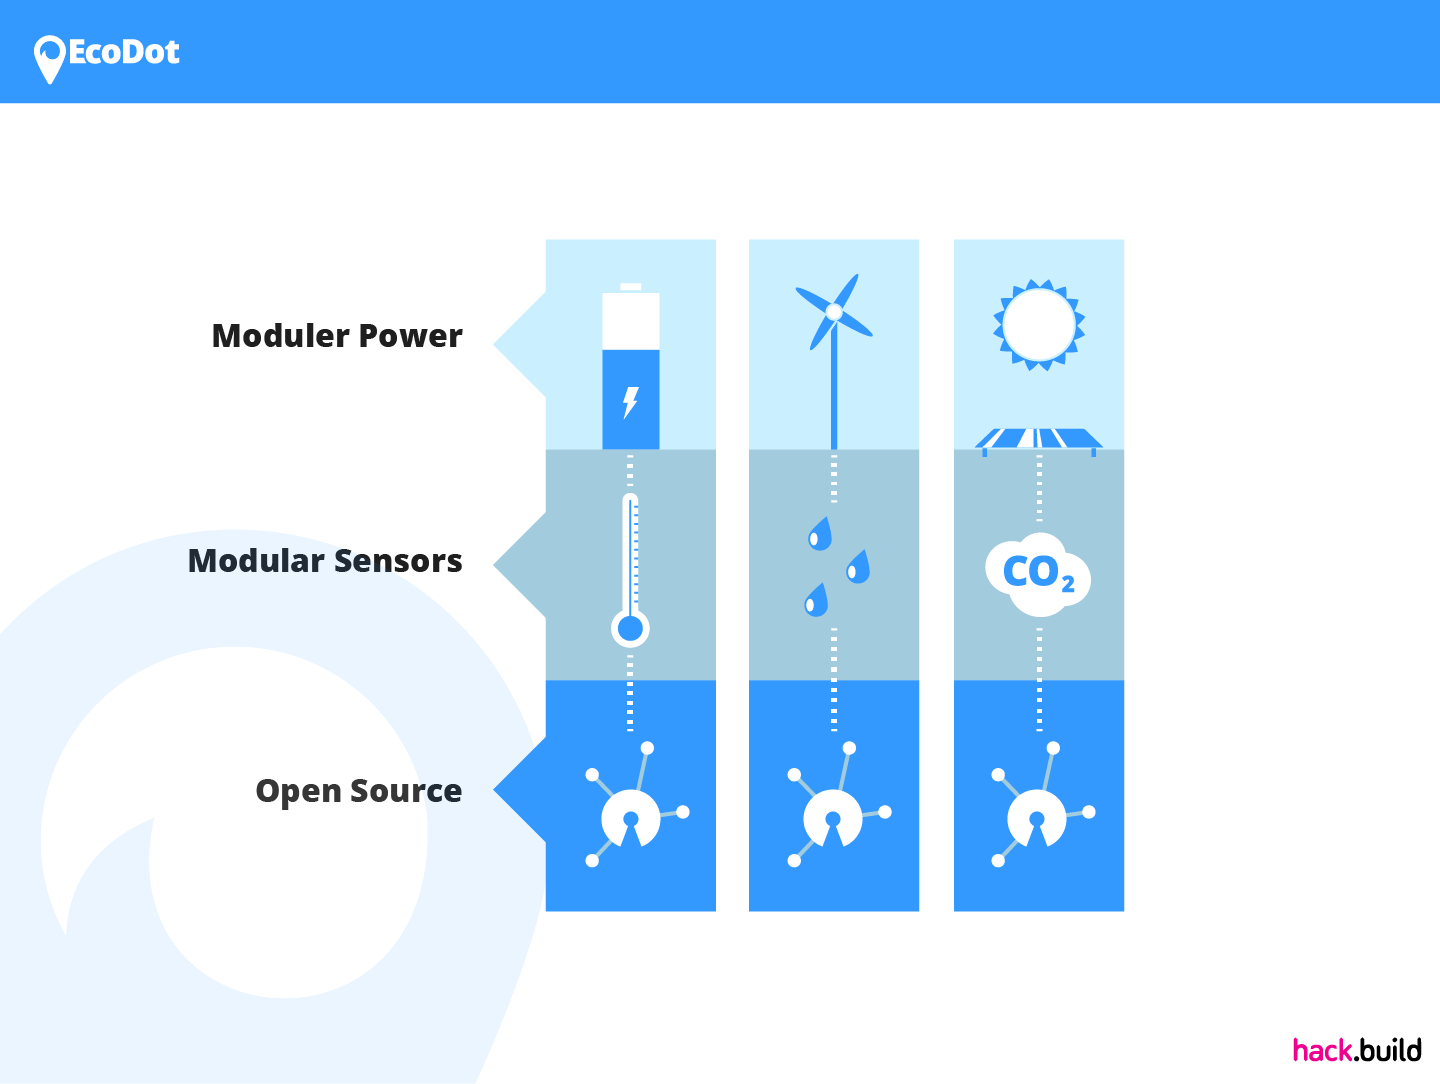 EcoDot
Moduler Power
Modular Sensors
CO2
Open Source
hack.build